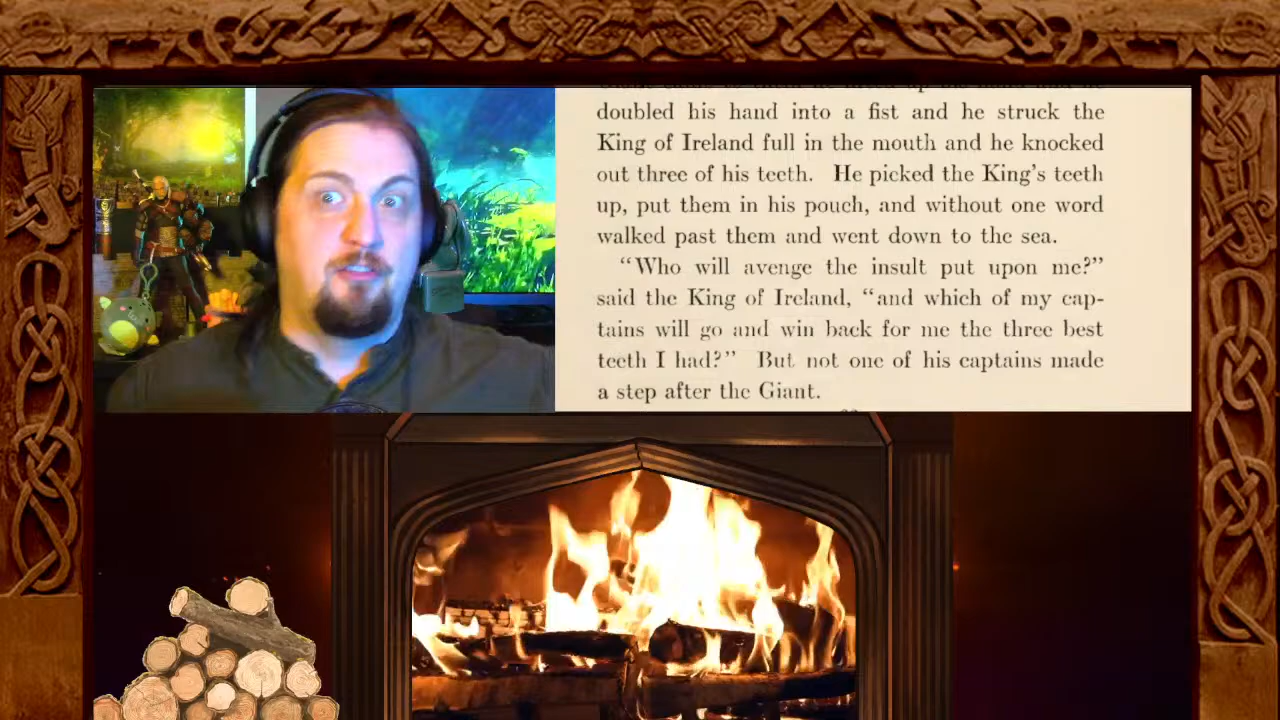 doubled his hand into a fist and he struck the
King of Ireland full in the mouth and he knocked
out three of his teeth. He picked the King's teeth
up, put them in his pouch, and without one word
walked past them and went down to the sea.
"Who will avenge the insult put upon me?"
said the King of Ireland, "and which of my cap-
tains will go and win back for me the three best
teeth I had?" But not one of his captains made
a step after the Giant.